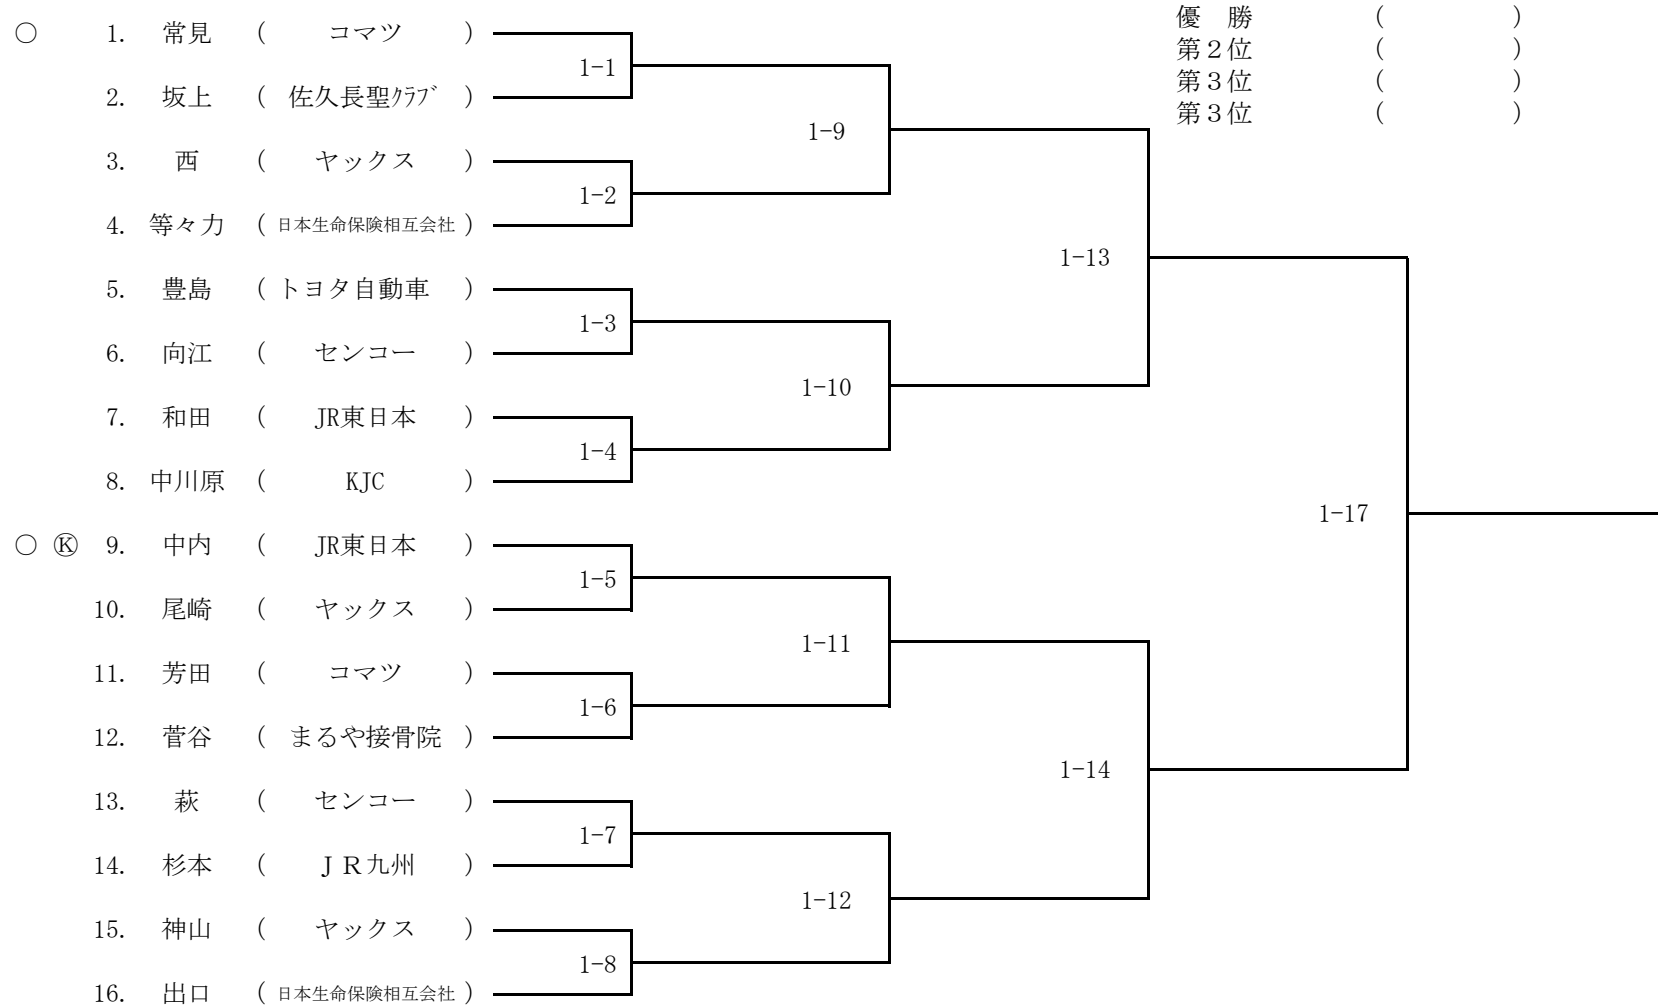 優　勝　(　　　)
第２位　(　　　)
第３位　(　　　)
第３位　(　　　)
○　1. 常見 ( コマツ )
1-1
2. 坂上 ( 佐久長聖ｸﾗﾌﾞ )
1-9
3. 西 ( ヤックス )
1-2
4. 等々力 ( 日本生命保険相互会社 )
1-13
5. 豊島 ( トヨタ自動車 )
1-3
6. 向江 ( センコー )
1-10
7. 和田 ( JR東日本 )
1-4
8. 中川原 ( KJC )
1-17
○ Ⓚ 9. 中内 ( JR東日本 )
1-5
10. 尾崎 ( ヤックス )
1-11
11. 芳田 ( コマツ )
1-6
12. 菅谷 ( まるや接骨院 )
1-14
13. 萩 ( センコー )
1-7
14. 杉本 ( ＪＲ九州 )
1-12
15. 神山 ( ヤックス )
1-8
16. 出口 ( 日本生命保険相互会社 )